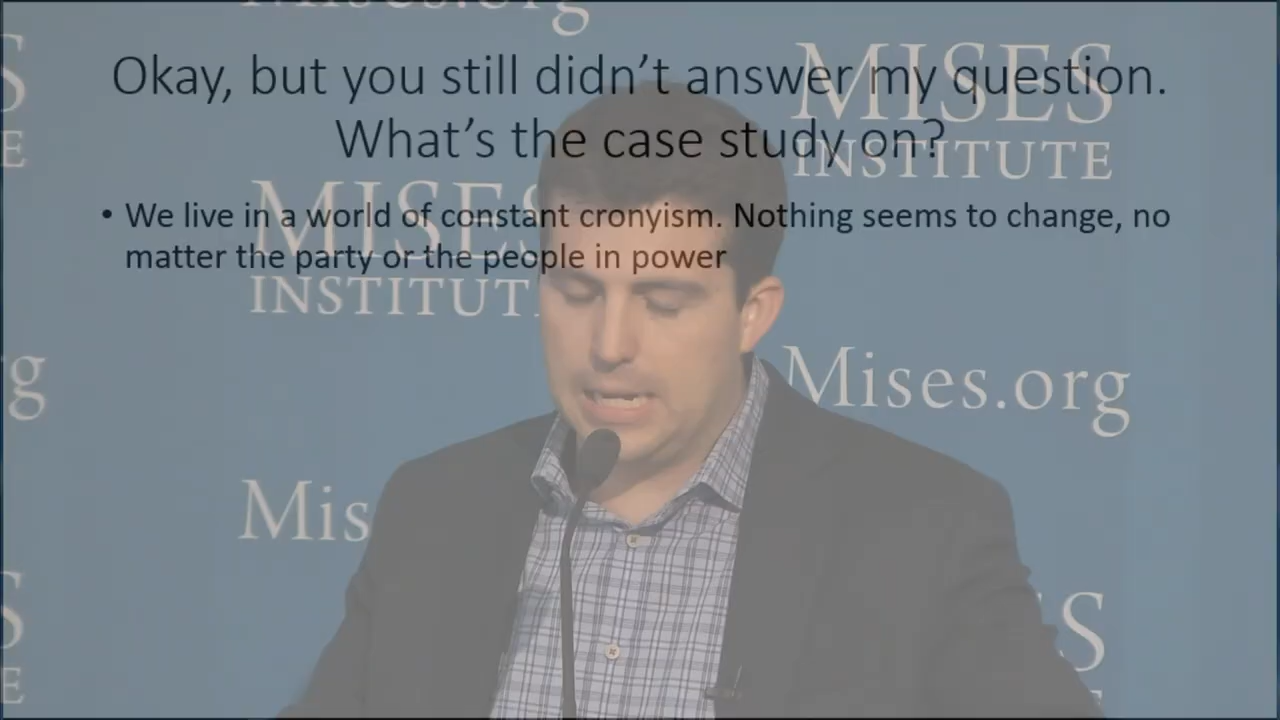 Mises.org
S
E
Okay, but you still didn’t answer my question.
What’s the case study on?
MISES
INSTITUTE
• We live in a world of constant cronyism. Nothing seems to change, no
matter the party or the people in power
MISES
INSTITUTE
g
Mises.org
Mis
S
E
S